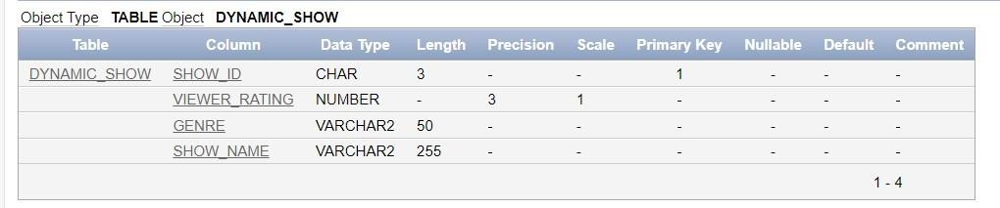 Object Type TABLE Object DYNAMIC_SHOW
Table Column Data Type Length Precision Scale Primary Key Nullable Default Comment
DYNAMIC_SHOW SHOW_ID CHAR 3 - - 1 - - -
VIEWER_RATING NUMBER - 3 1 - - - -
GENRE VARCHAR2 50 - - - - - -
SHOW_NAME VARCHAR2 255 - - - - - -
1 - 4